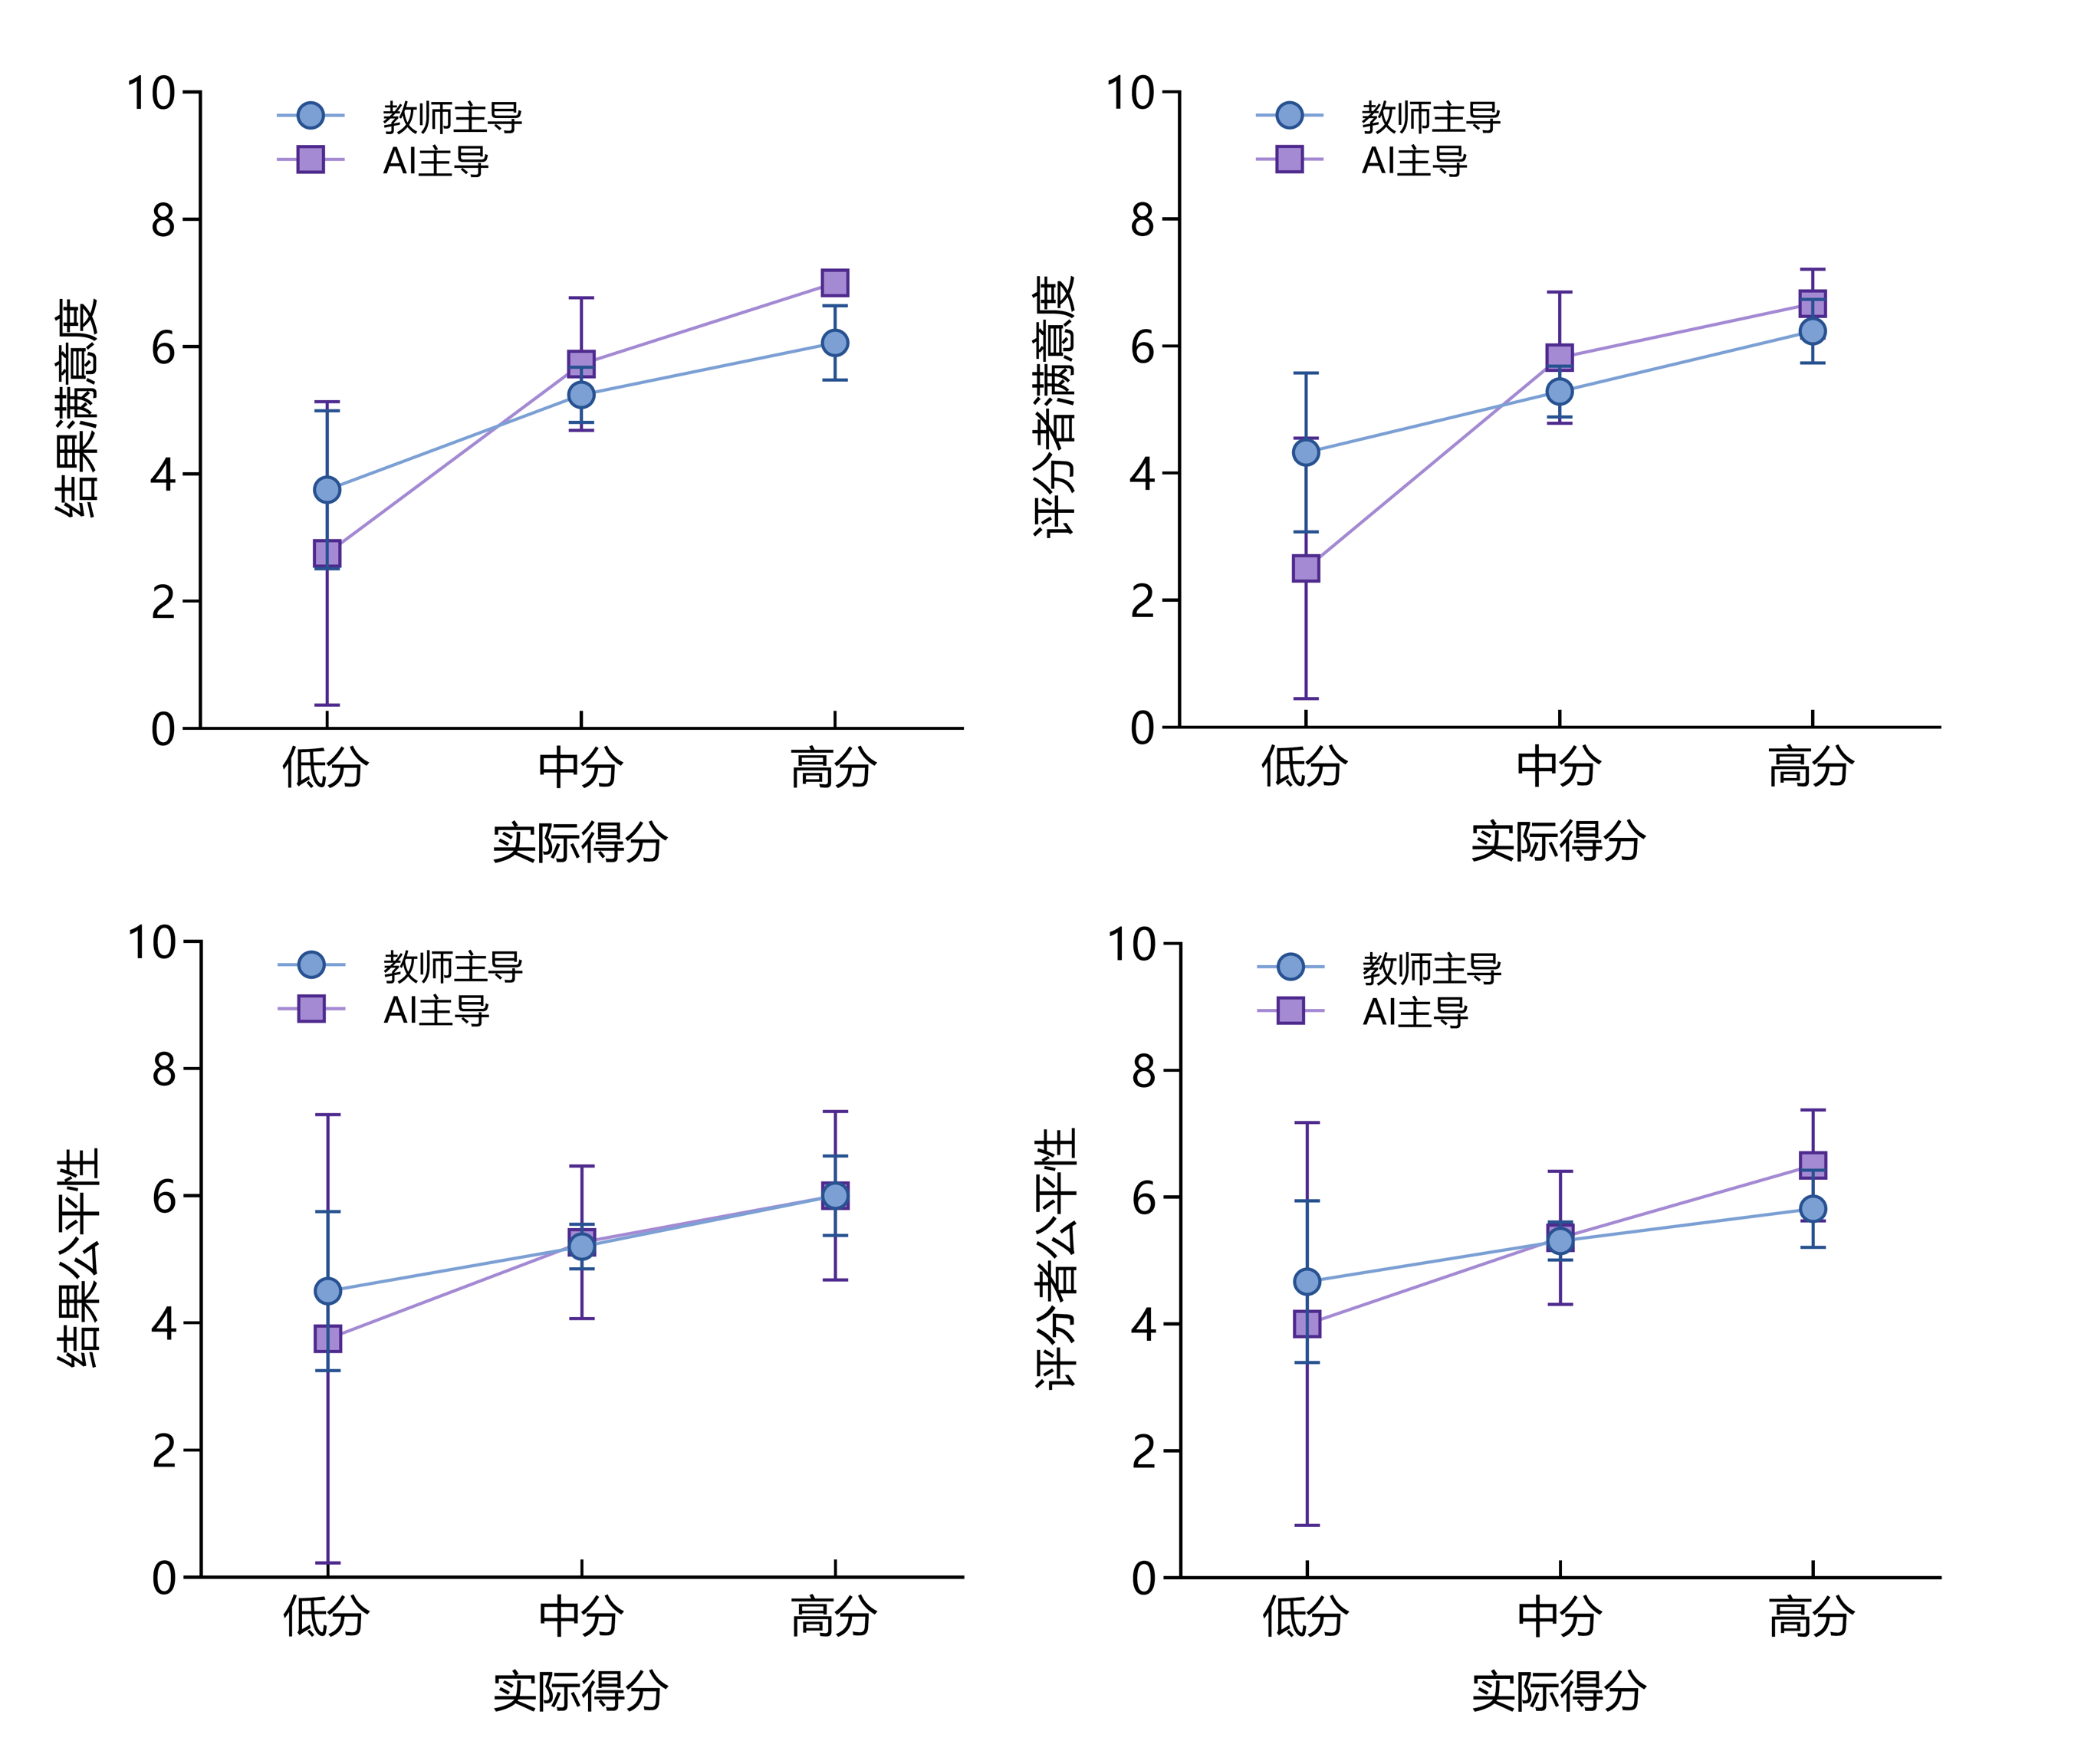 10
8
6
4
2
0
结果满意度
教师主导
AI主导
低分 中分 高分
实际得分
10
8
6
4
2
0
评分者满意度
教师主导
AI主导
低分 中分 高分
实际得分
10
8
6
4
2
0
结果公平性
教师主导
AI主导
低分 中分 高分
实际得分
10
8
6
4
2
0
评分者公平性
教师主导
AI主导
低分 中分 高分
实际得分